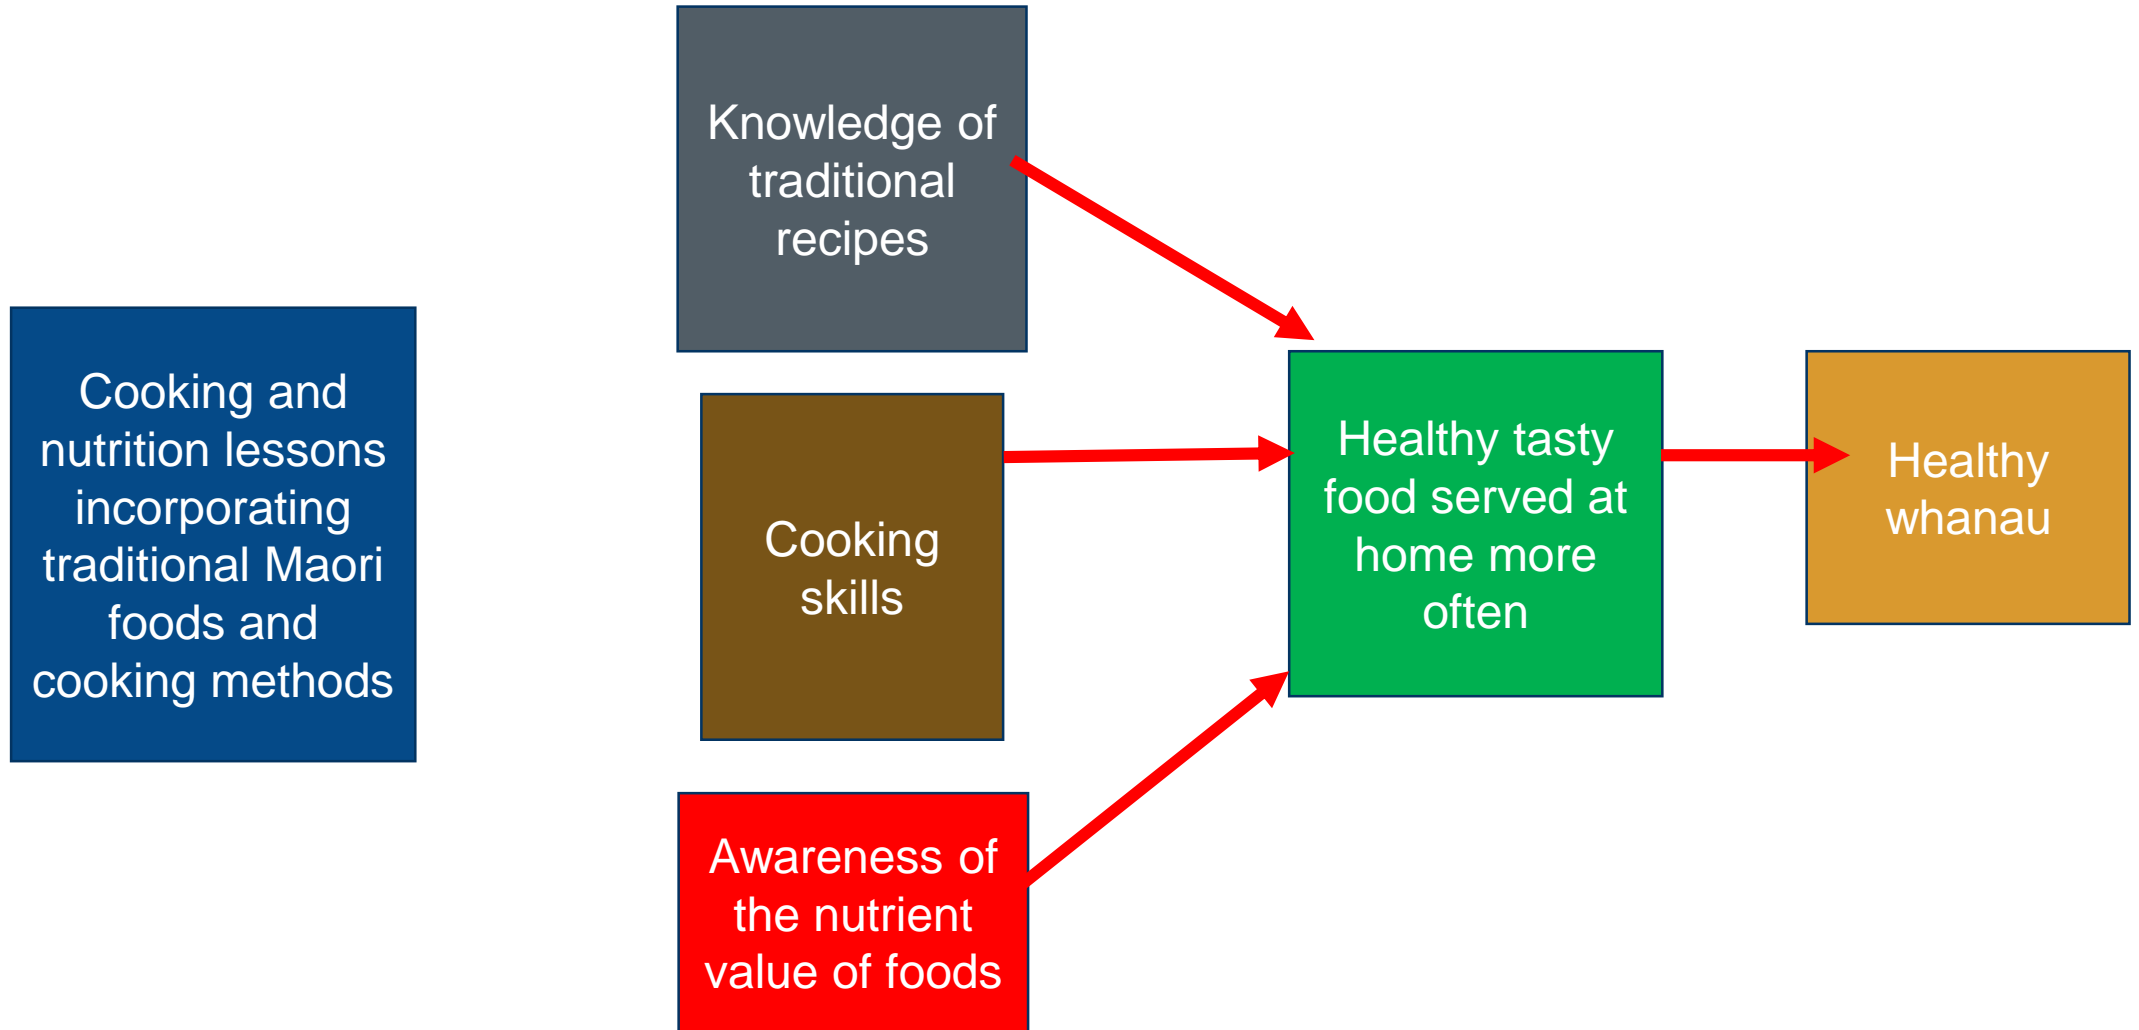 Cooking and
nutrition lessons
incorporating
traditional Maori
foods and
cooking methods
Knowledge of
traditional
recipes
Cooking
skills
Awareness of
the nutrient
value of foods
Healthy tasty
food served at
home more
often
Healthy
whanau